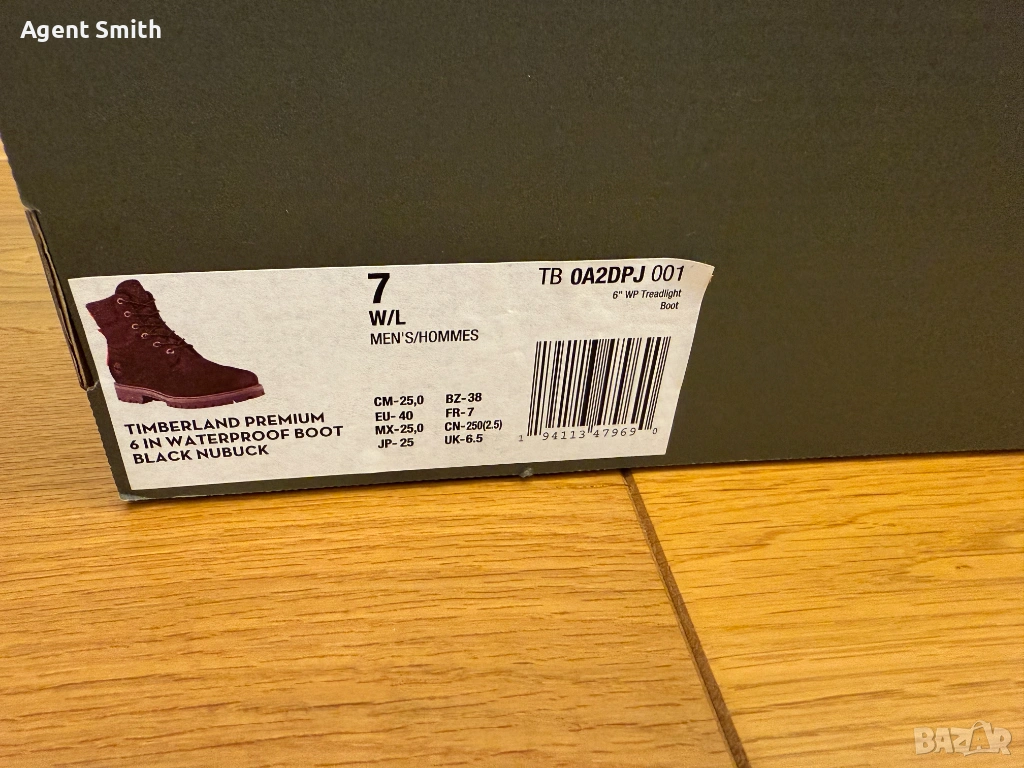 Agent Smith
7
W/L
MEN'S/HOMMES
TB 0A2DPJ 001
6" WP Treadlight
Boot
CM-25,0 BZ-38
EU- 40 FR-7
MX-25,0 CN-250(2.5)
JP-25 UK-6.5
1 94113 47969 0
TIMBERLAND PREMIUM
6 IN WATERPROOF BOOT
BLACK NUBUCK
BAZAR